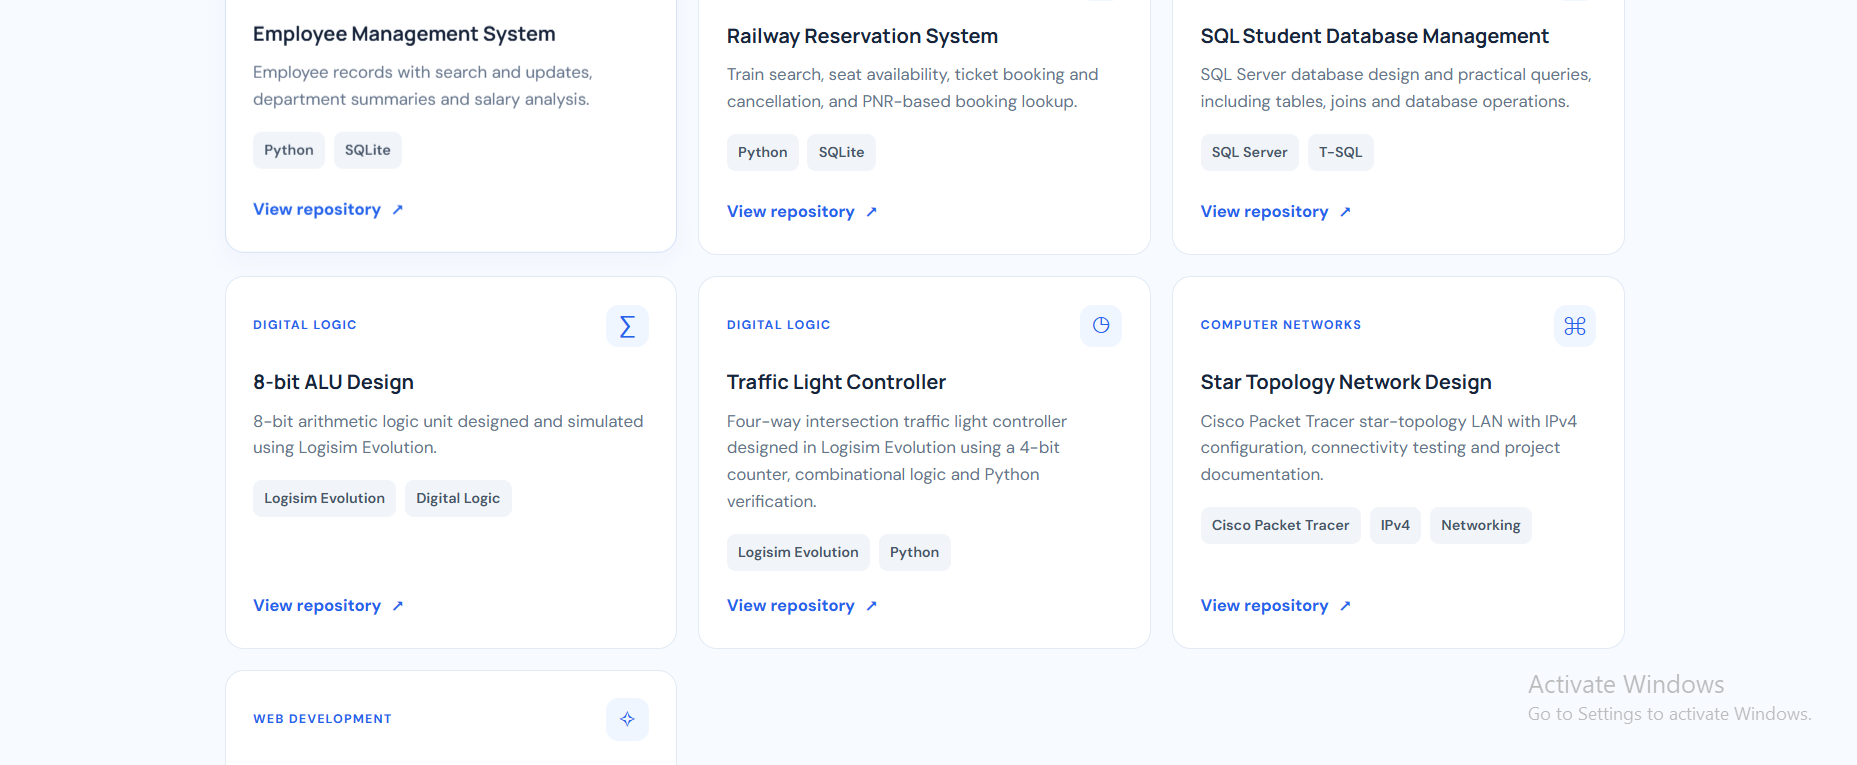 Employee Management System
Employee records with search and updates,
department summaries and salary analysis.
Python SQLite
View repository ↗
Railway Reservation System
Train search, seat availability, ticket booking and
cancellation, and PNR-based booking lookup.
Python SQLite
View repository ↗
SQL Student Database Management
SQL Server database design and practical queries,
including tables, joins and database operations.
SQL Server T-SQL
View repository ↗
DIGITAL LOGIC ∑
8-bit ALU Design
8-bit arithmetic logic unit designed and simulated
using Logisim Evolution.
Logisim Evolution Digital Logic
View repository ↗
DIGITAL LOGIC
Traffic Light Controller
Four-way intersection traffic light controller
designed in Logisim Evolution using a 4-bit
counter, combinational logic and Python
verification.
Logisim Evolution Python
View repository ↗
COMPUTER NETWORKS ⌘
Star Topology Network Design
Cisco Packet Tracer star-topology LAN with IPv4
configuration, connectivity testing and project
documentation.
Cisco Packet Tracer IPv4 Networking
View repository ↗
WEB DEVELOPMENT
Activate Windows
Go to Settings to activate Windows.